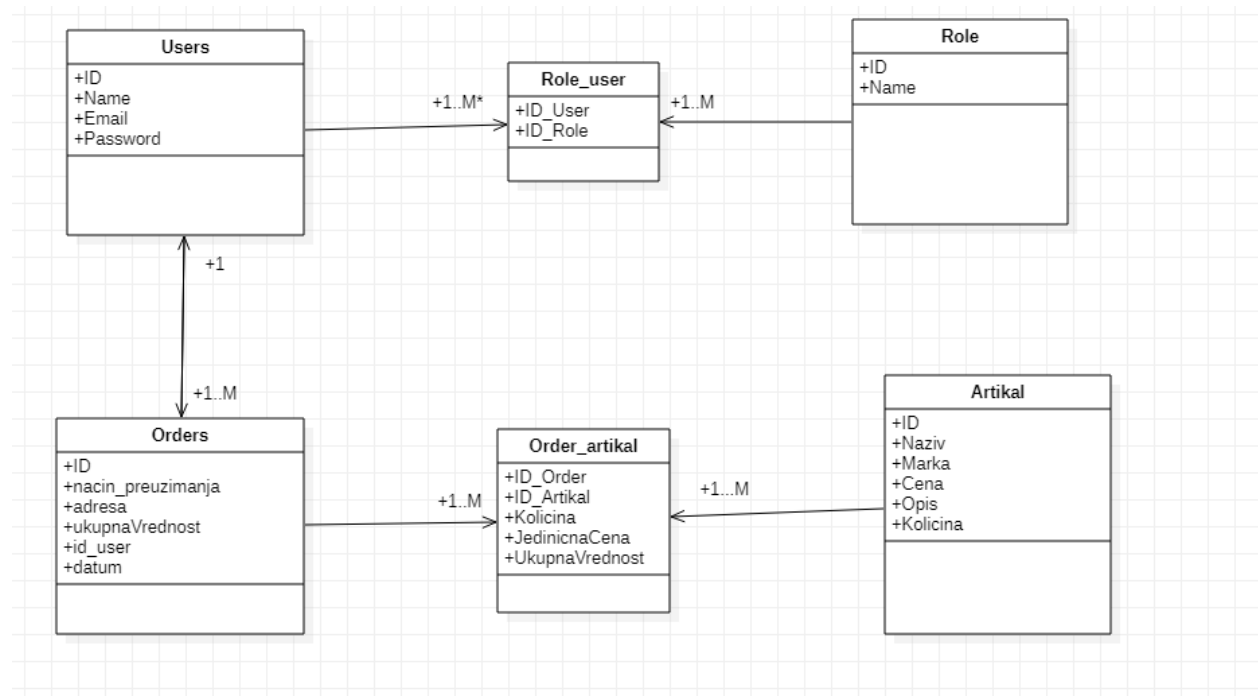 Users
+ID
+Name
+Email
+Password
+1..M*
Role_user
+ID_User
+ID_Role
+1..M
Role
+ID
+Name
+1
+1..M
Orders
+ID
+nacin_preuzimanja
+adresa
+ukupnaVrednost
+id_user
+datum
+1..M
Order_artikal
+ID_Order
+ID_Artikal
+Kolicina
+JedinicnaCena
+UkupnaVrednost
+1...M
Artikal
+ID
+Naziv
+Marka
+Cena
+Opis
+Kolicina